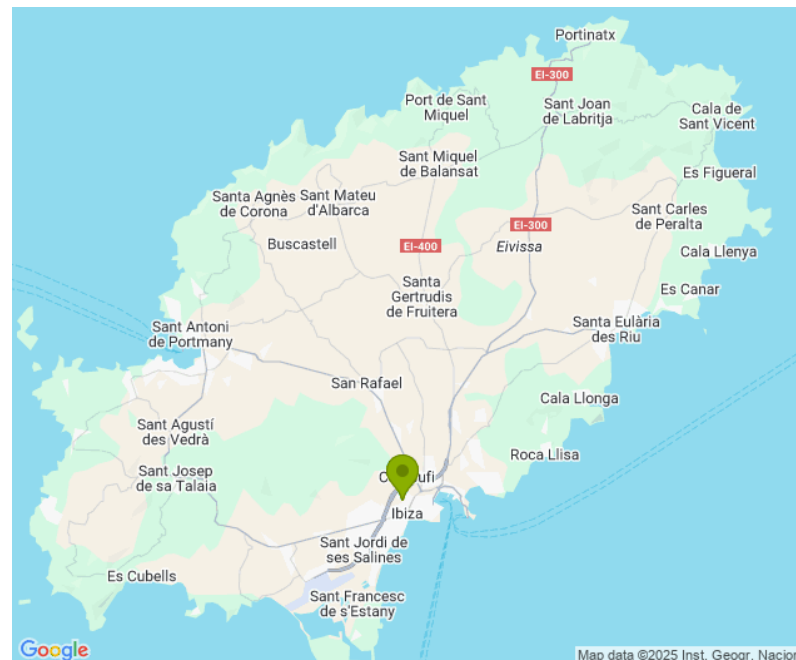 Portinatx
EI-300
Port de Sant
Miquel
Sant Joan
de Labritja
Cala de
Sant Vicent
Sant Miquel
de Balansat
Es Figueral
Santa Agnès
de Corona
Sant Mateu
d'Albarca
Sant Carles
de Peralta
EI-300
Buscastell
EI-400
Eivissa
Cala Llenya
Santa
Gertrudis
de Fruitera
Es Canar
Sant Antoni
de Portmany
Santa Eulària
des Riu
San Rafael
Cala Llonga
Sant Agustí
des Vedrà
Roca Llisa
Sant Josep
de sa Talaia
Ibiza
Sant Jordi de
ses Salines
Es Cubells
Sant Francesc
de s'Estany
Google
Map data ©2025 Inst. Geogr. Nacion